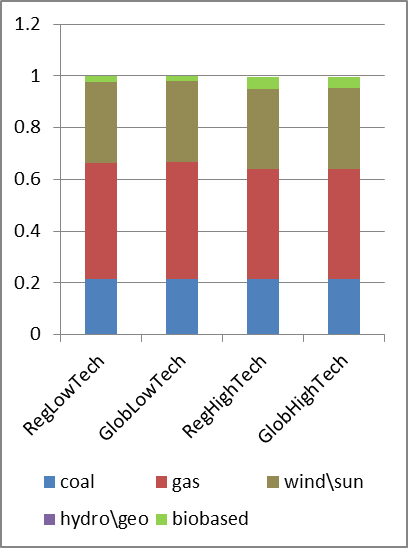 1.2
1
0.8
0.6
0.4
0.2
0
RegLowTech
GlobLowTech
RegHighTech
GlobHighTech
coal
gas
wind\sun
hydro\geo
biobased